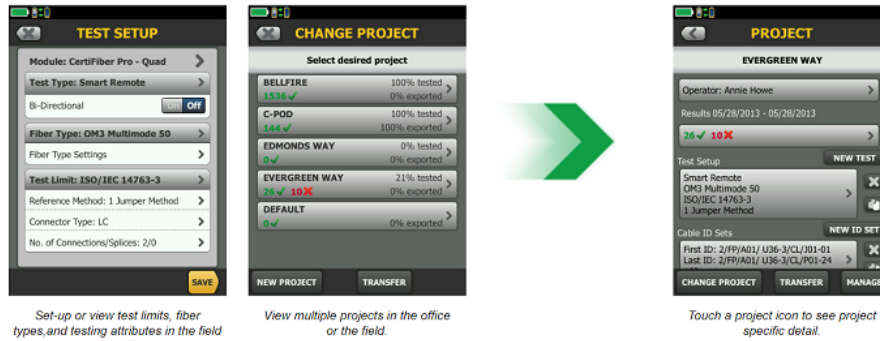 TEST SETUP
Module: CertiFiber Pro - Quad
Test Type: Smart Remote
Bi-Directional
On Off
Fiber Type: OM3 Multimode 50
Fiber Type Settings
Test Limit: ISO/IEC 14763-3
Reference Method: 1 Jumper Method
Connector Type: LC
No. of Connections/Splices: 2/0
SAVE
Set-up or view test limits, fiber
types,and testing attributes in the field
CHANGE PROJECT
Select desired project
BELLFIRE 100% tested
1536 0% exported
C-POD 100% tested
144 100% exported
EDMONDS WAY 0% tested
0 0% exported
EVERGREEN WAY 21% tested
26 10 0% exported
DEFAULT
0 0% exported
NEW PROJECT TRANSFER
View multiple projects in the office
or the field.
PROJECT
EVERGREEN WAY
Operator: Annie Howe
Results 05/28/2013 - 05/28/2013
26 10
Test Setup NEW TEST
Smart Remote
OM3 Multimode 50
ISO/IEC 14763-3
1 Jumper Method
Cable ID Sets NEW ID SET
First ID: 2/FP/A01/ U36-3/CL/J01-01
Last ID: 2/FP/A01/ U36-3/CL/P01-24
CHANGE PROJECT TRANSFER MANAGE
Touch a project icon to see project
specific detail.